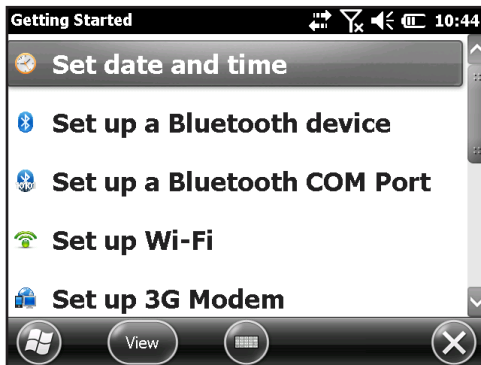 Getting Started 10:44
Set date and time
Set up a Bluetooth device
Set up a Bluetooth COM Port
Set up Wi-Fi
Set up 3G Modem
View